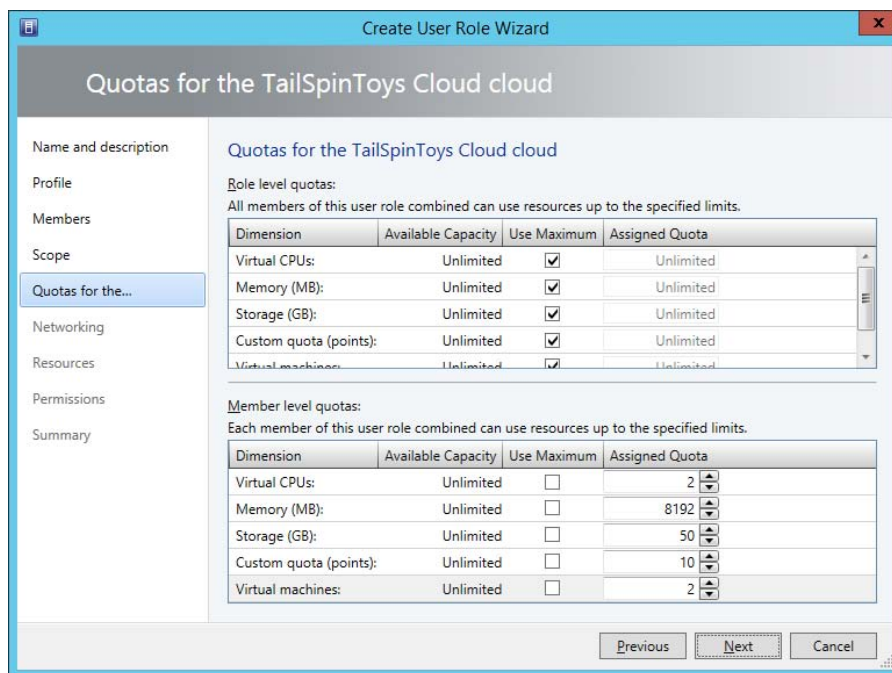 Create User Role Wizard
x
Quotas for the TailSpinToys Cloud cloud
Name and description
Profile
Members
Scope
Quotas for the...
Networking
Resources
Permissions
Summary
Quotas for the TailSpinToys Cloud cloud
Role level quotas:
All members of this user role combined can use resources up to the specified limits.
Dimension Available Capacity Use Maximum Assigned Quota
Virtual CPUs: Unlimited Unlimited
Memory (MB): Unlimited Unlimited
Storage (GB): Unlimited Unlimited
Custom quota (points): Unlimited Unlimited
Virtual machines: Unlimited Unlimited
Member level quotas:
Each member of this user role combined can use resources up to the specified limits.
Dimension Available Capacity Use Maximum Assigned Quota
Virtual CPUs: Unlimited 2
Memory (MB): Unlimited 8192
Storage (GB): Unlimited 50
Custom quota (points): Unlimited 10
Virtual machines: Unlimited 2
Previous Next Cancel